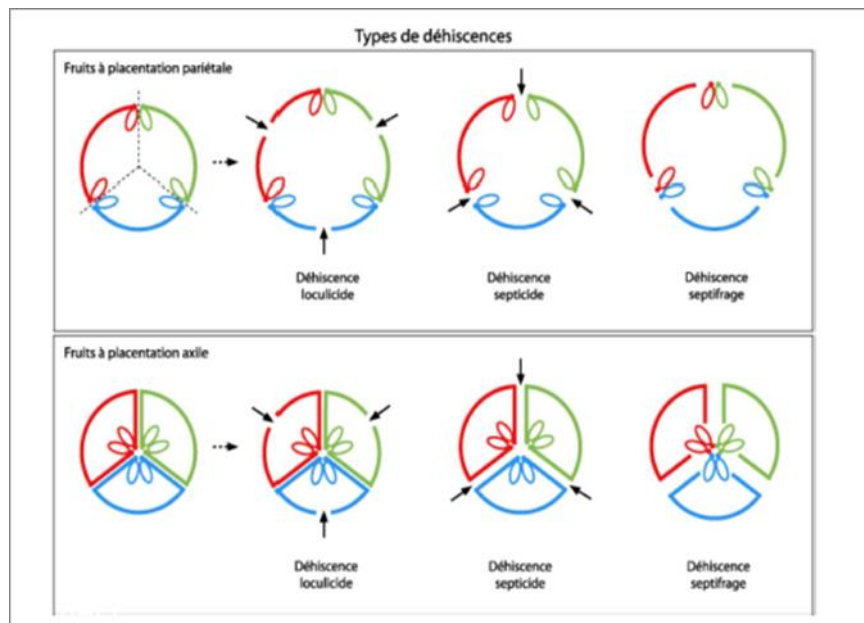 Types de déhiscences
Fruits à placentation pariétale
Déhiscence
loculicide
Déhiscence
septicide
Déhiscence
septifrage
Fruits à placentation axile
Déhiscence
loculicide
Déhiscence
septicide
Déhiscence
septifrage